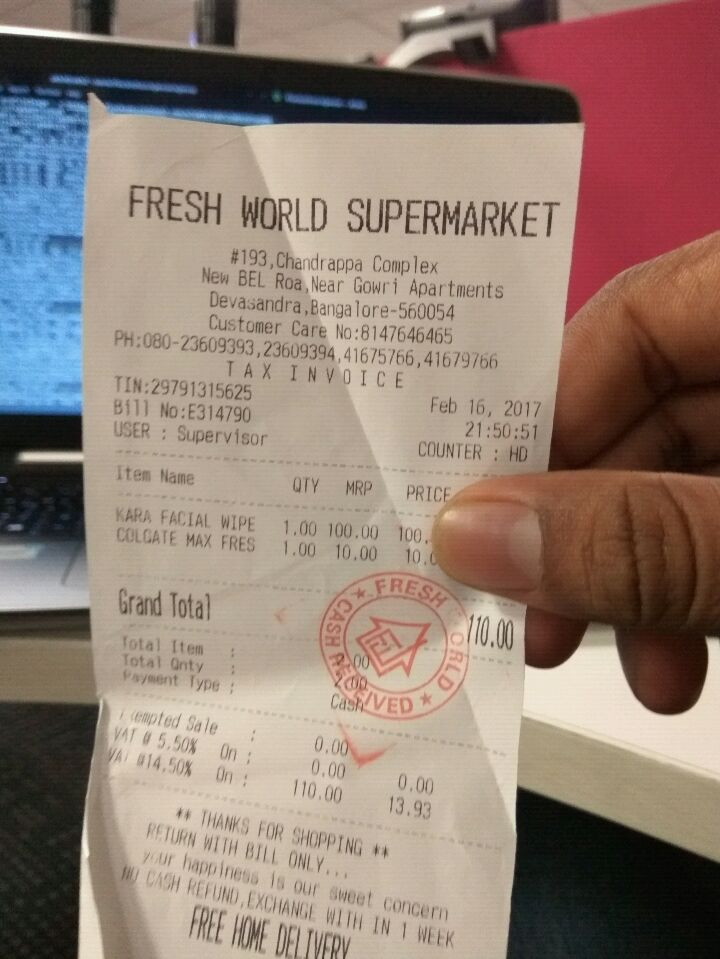 FRESH WORLD SUPERMARKET
#193,Chandrappa Complex
New BEL Roa,Near Gowri Apartments
Devasandra,Bangalore-560054
Customer Care No:8147646465
PH:080-23609393,23609394,41675766,41679766
TAX INVOICE
TIN:29791315625
Bill No:E314790 Feb 16, 2017
USER : Supervisor 21:50:51
COUNTER : HD
Item Name QTY MRP PRICE
KARA FACIAL WIPE 1.00 100.00 100.
COLGATE MAX FRES 1.00 10.00 10.0
Grand Total 110.00
Total Item : 2.00
Total Qnty : 2.00
Payment Type ; Cash
FRESH WORLD
CASH RECEIVED
Exempted Sale : 0.00
VAT # 5.50% On : 0.00 0.00
VAT #14.50% On : 110.00 13.93
** THANKS FOR SHOPPING **
RETURN WITH BILL ONLY...
your happiness is our sweet concern
NO CASH REFUND,EXCHANGE WITH IN 1 WEEK
FREE HOME DELIVERY